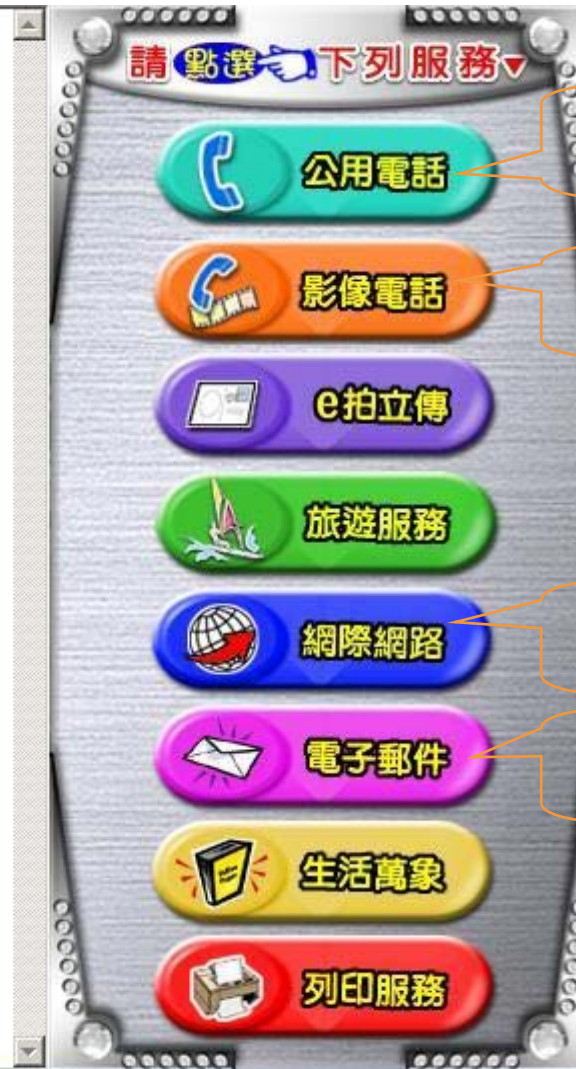 請點選下列服務▼
公用電話
影像電話
e拍立傳
旅遊服務
網際網路
電子郵件
生活萬象
列印服務